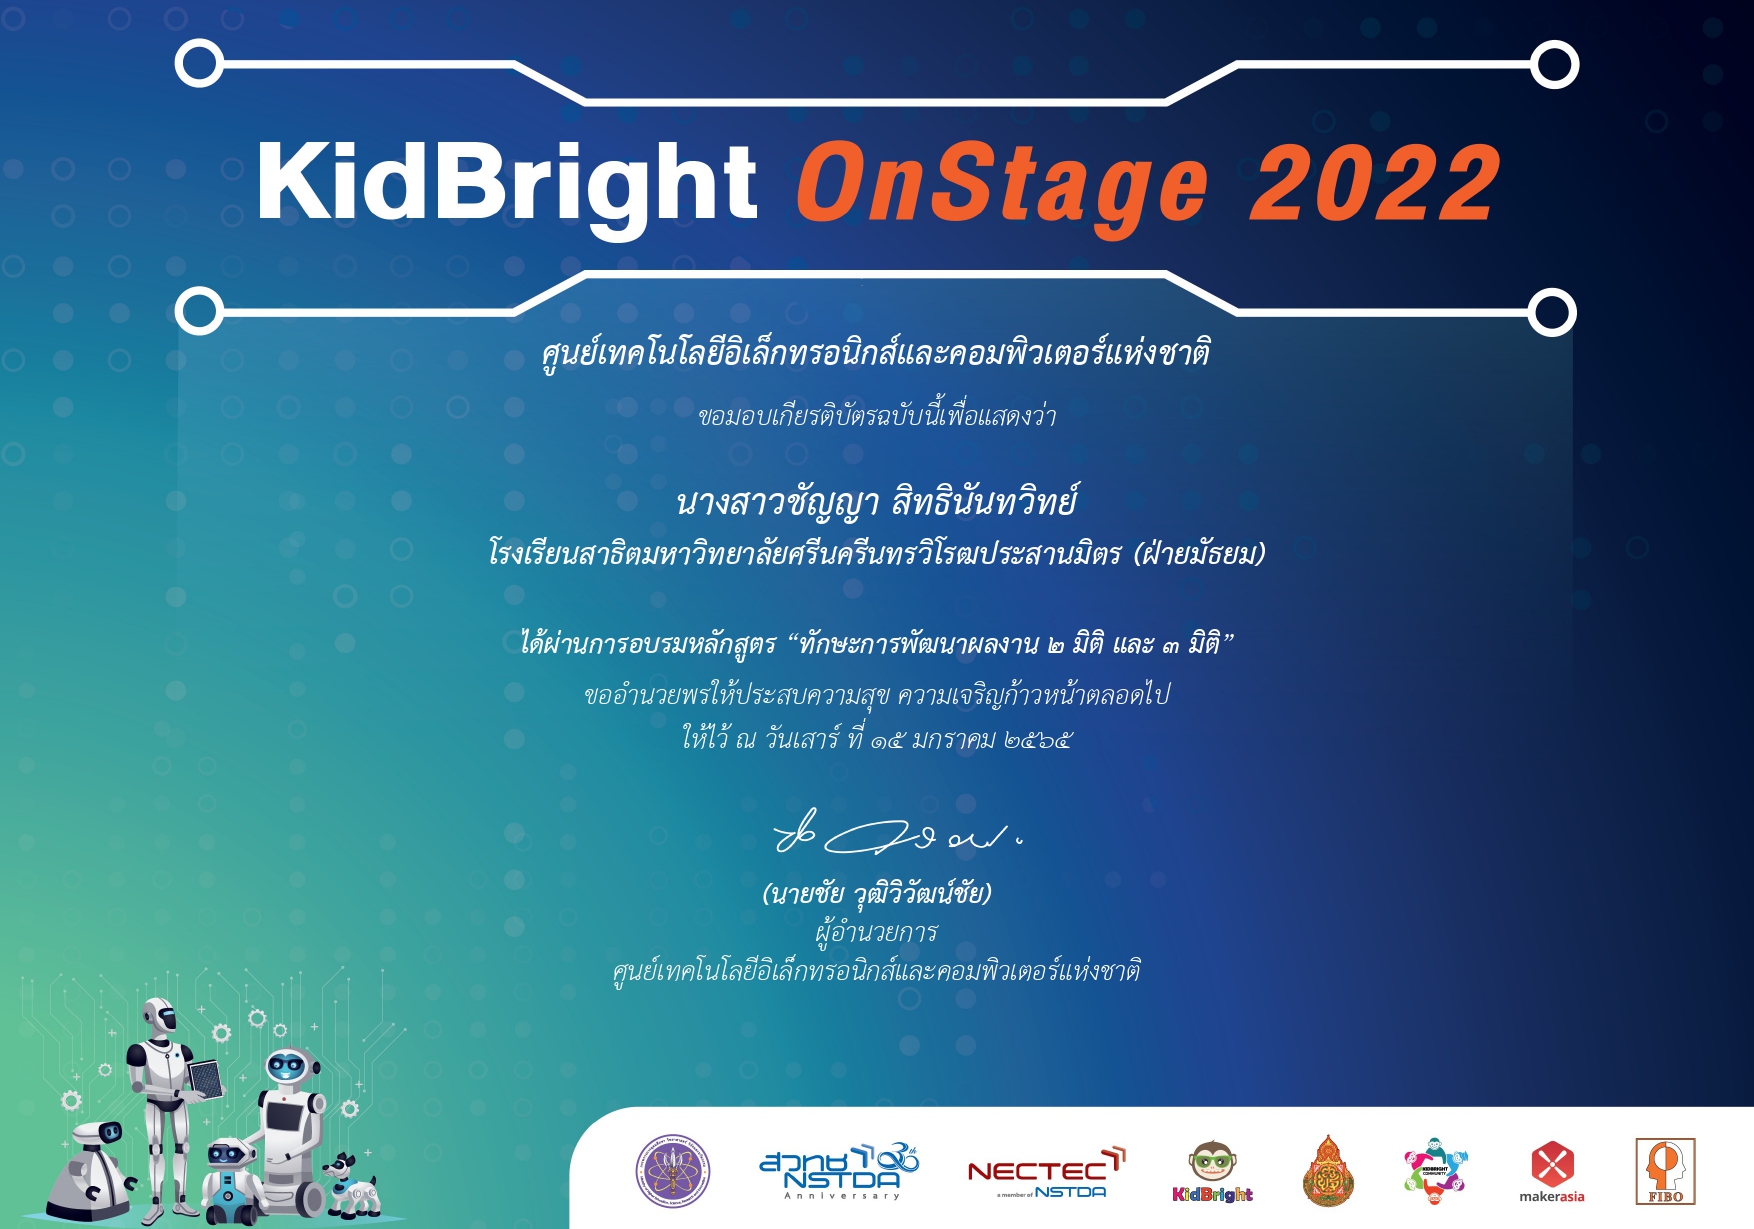 KidBright OnStage 2022
ศูนย์เทคโนโลยีอิเล็กทรอนิกส์และคอมพิวเตอร์แห่งชาติ
ขอมอบเกียรติบัตรฉบับนี้เพื่อแสดงว่า
นางสาวชัญญา สิทธินันทวิทย์
โรงเรียนสาธิตมหาวิทยาลัยศรีนครีนทรวิโรฒประสานมิตร (ฝ่ายมัธยม)
ได้ผ่านการอบรมหลักสูตร “ทักษะการพัฒนาผลงาน ๒ มิติ และ ๓ มิติ”
ขออำนวยพรให้ประสบความสุข ความเจริญก้าวหน้าตลอดไป
ให้ไว้ ณ วันเสาร์ ที่ ๑๕ มกราคม ๒๕๖๕
(นายชัย วุฒิวิวัฒน์ชัย)
ผู้อำนวยการ
ศูนย์เทคโนโลยีอิเล็กทรอนิกส์และคอมพิวเตอร์แห่งชาติ
สวทช
NSTDA
Anniversary
NECTEC
a member of NSTDA
KidBright
KIDBRIGHT
COMMUNITY
makerasia
FIBO